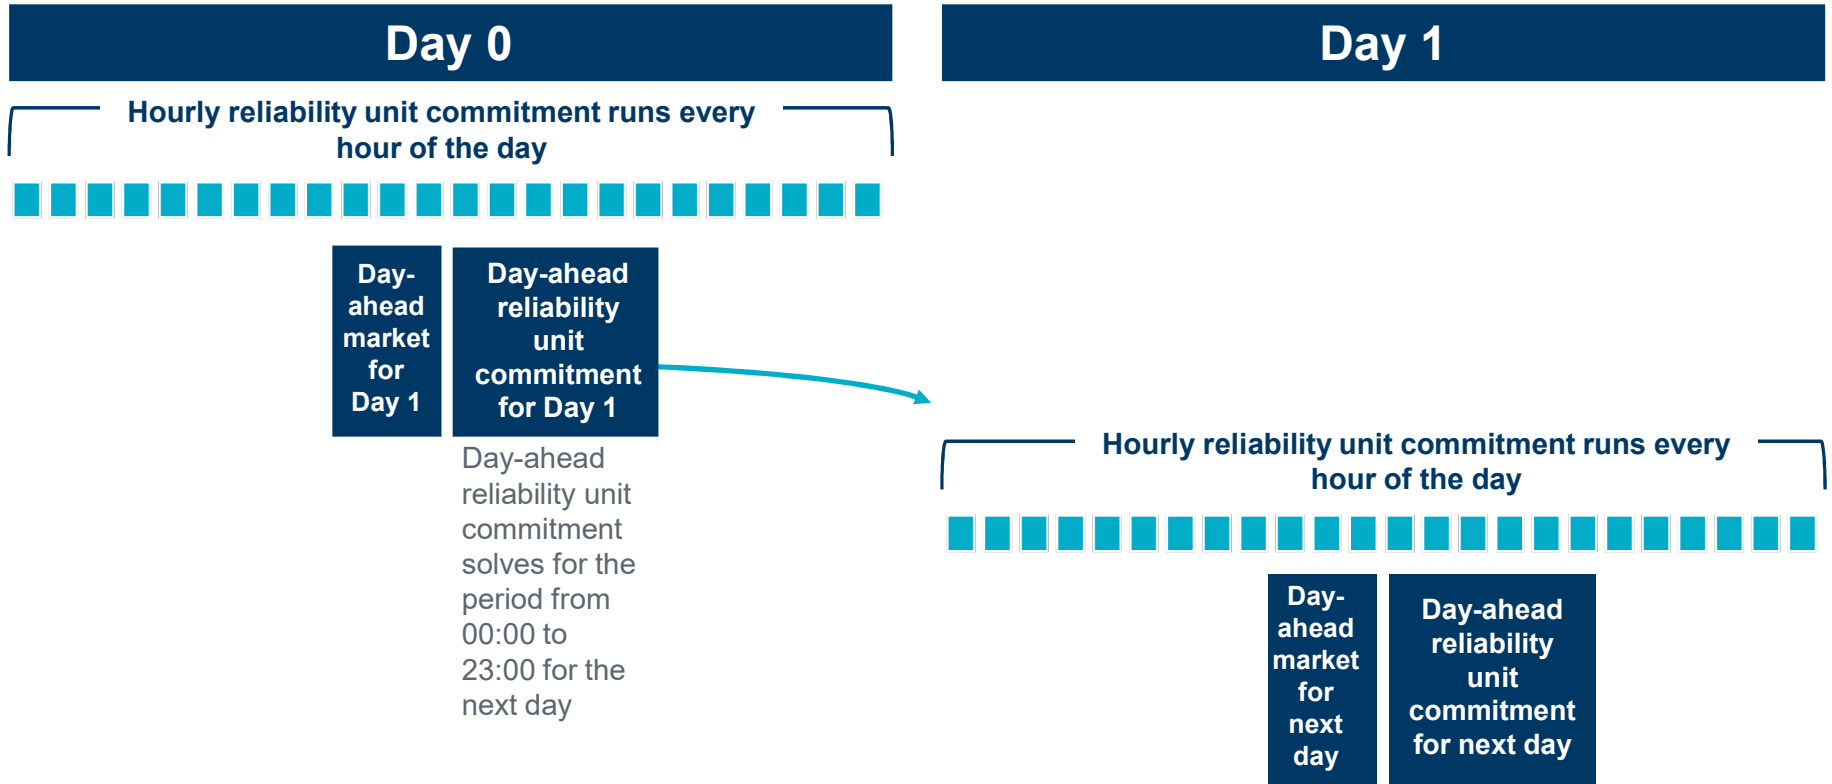 Day 0
Hourly reliability unit commitment runs every
hour of the day
Day-
ahead
market
for
Day 1
Day-ahead
reliability
unit
commitment
for Day 1
Day-ahead
reliability unit
commitment
solves for the
period from
00:00 to
23:00 for the
next day
Day 1
Hourly reliability unit commitment runs every
hour of the day
Day-
ahead
market
for
next
day
Day-ahead
reliability
unit
commitment
for next day